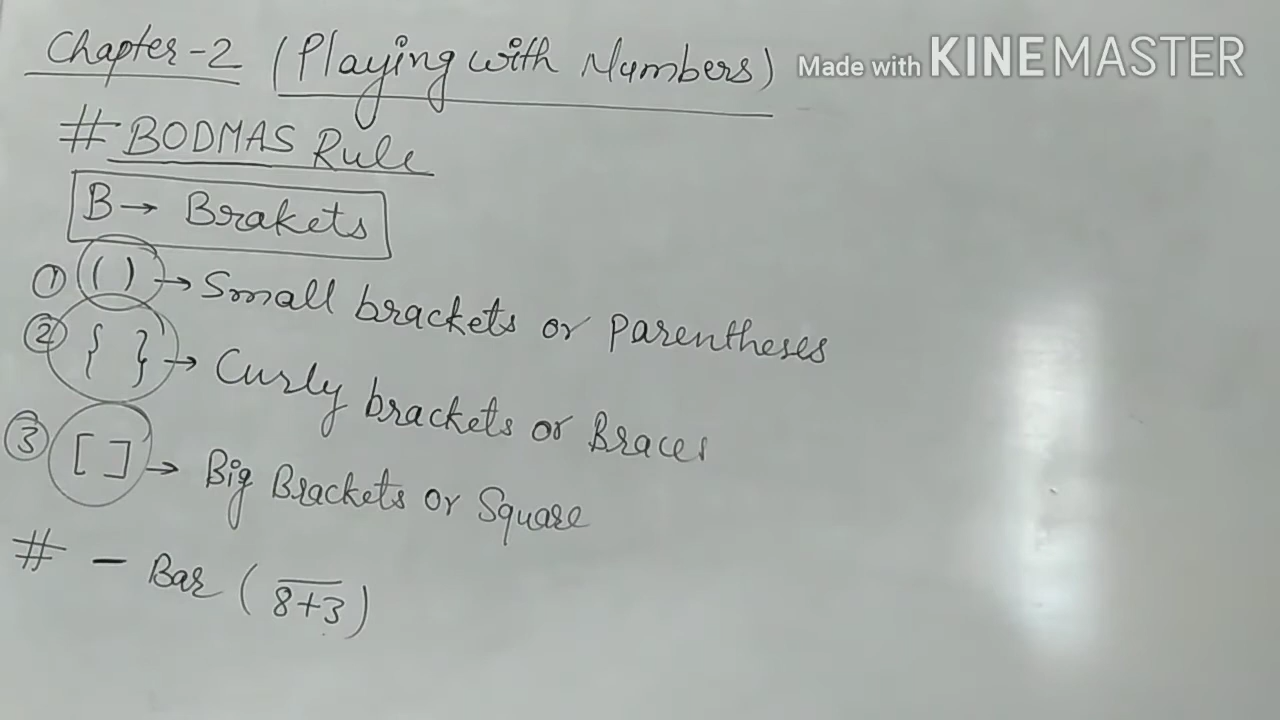 Chapter-2 (Playing with Numbers)
Made with KINEMASTER
# BODMAS Rule
B → Brakets
① ( ) → Small brackets or Parentheses
② { } → Curly brackets or Braces
③ [ ] → Big Brackets or Square
# — Bar ( 8+3 )